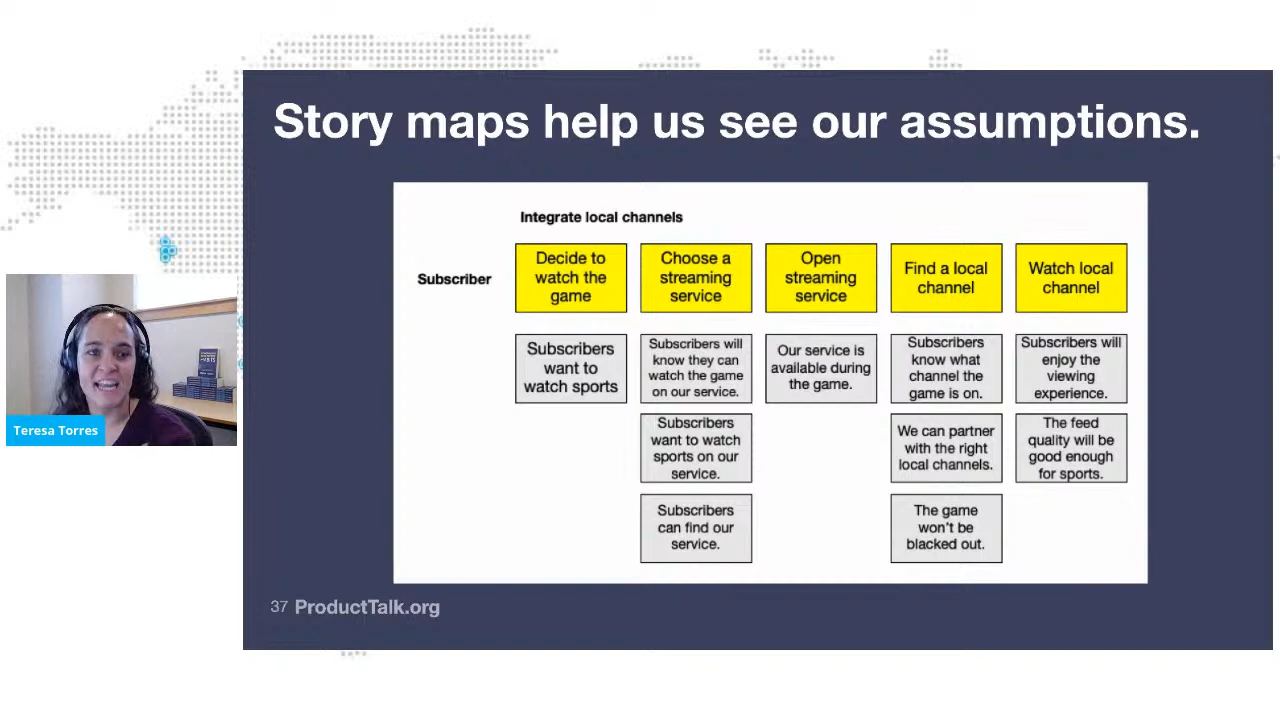 Story maps help us see our assumptions.
Integrate local channels
Subscriber
Decide to
watch the
game
Choose a
streaming
service
Open
streaming
service
Find a local
channel
Watch local
channel
Subscribers
want to
watch sports
Subscribers will
know they can
watch the game
on our service.
Our service is
available during
the game.
Subscribers
know what
channel the
game is on.
Subscribers will
enjoy the
viewing
experience.
Subscribers
want to watch
sports on our
service.
We can partner
with the right
local channels.
The feed
quality will be
good enough
for sports.
Subscribers
can find our
service.
The game
won't be
blacked out.
Teresa Torres
37 ProductTalk.org